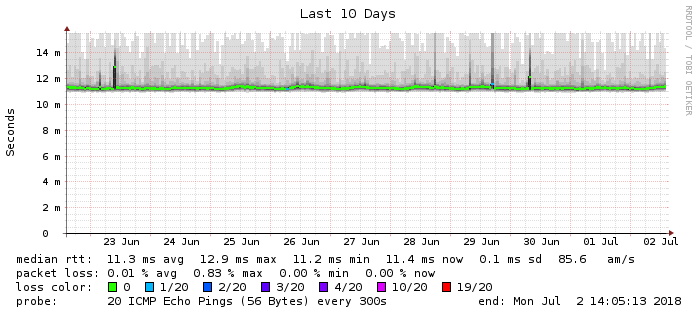 Last 10 Days
RRDTOOL / TOBI OETIKER
Seconds
14 m
12 m
10 m
8 m
6 m
4 m
2 m
0
23 Jun 24 Jun 25 Jun 26 Jun 27 Jun 28 Jun 29 Jun 30 Jun 01 Jul 02 Jul
median rtt: 11.3 ms avg 12.9 ms max 11.2 ms min 11.4 ms now 0.1 ms sd 85.6 am/s
packet loss: 0.01 % avg 0.83 % max 0.00 % min 0.00 % now
loss color: 0 1/20 2/20 3/20 4/20 10/20 19/20
probe: 20 ICMP Echo Pings (56 Bytes) every 300s end: Mon Jul 2 14:05:13 2018